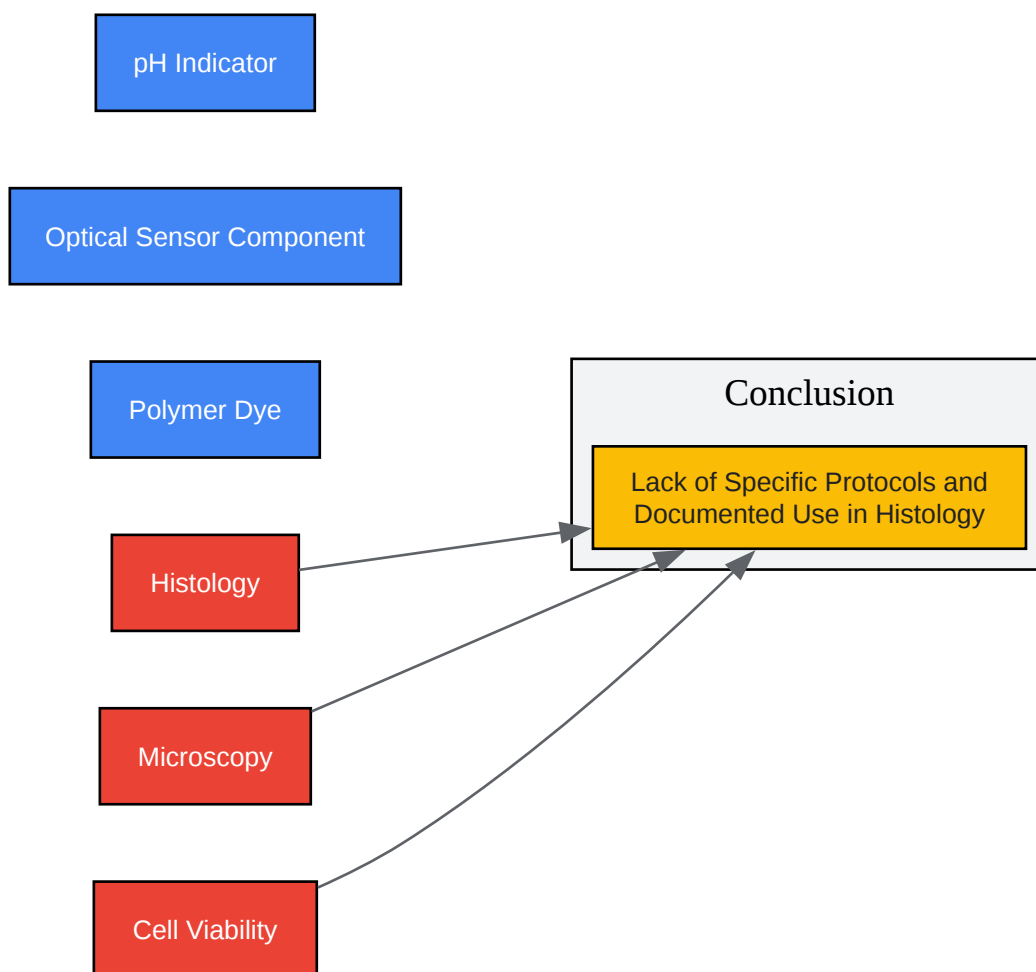 pH Indicator
Optical Sensor Component
Polymer Dye
Conclusion
Lack of Specific Protocols and
Documented Use in Histology
Histology
Microscopy
Cell Viability